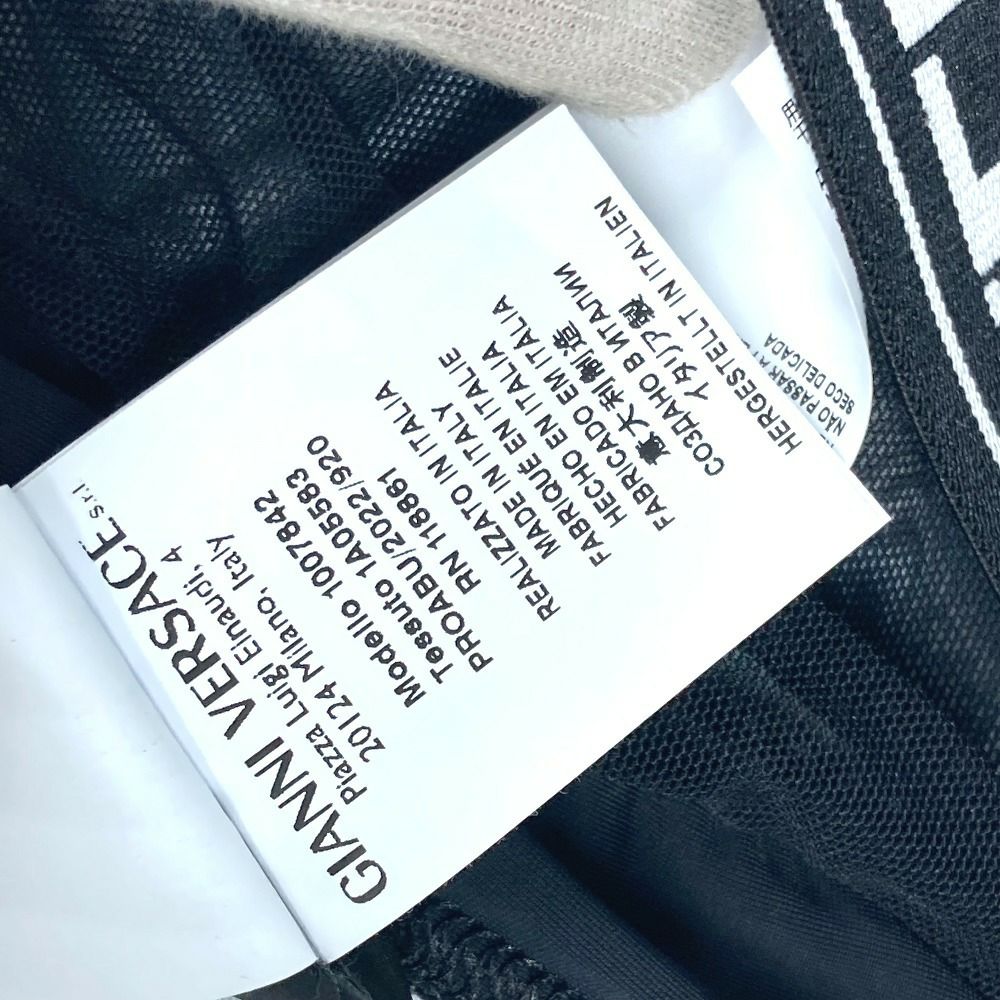 GIANNI VERSACE s.r.l.
Piazza Luigi Einaudi, 4
20124 Milano, Italy
Modello 1007842
Tessuto 1A05583
PROABU/2022/920
RN 118861
REALIZZATO IN ITALIA
MADE IN ITALY
FABRIQUÉ EN ITALIE
HECHO EN ITALIA
FABRICADO EM ITALIA
意大利制造
СОЗДАНО В ИТАЛИИ
イタリア製
HERGESTELLT IN ITALIEN
NÃO PASSAR A
SECO DELICADA